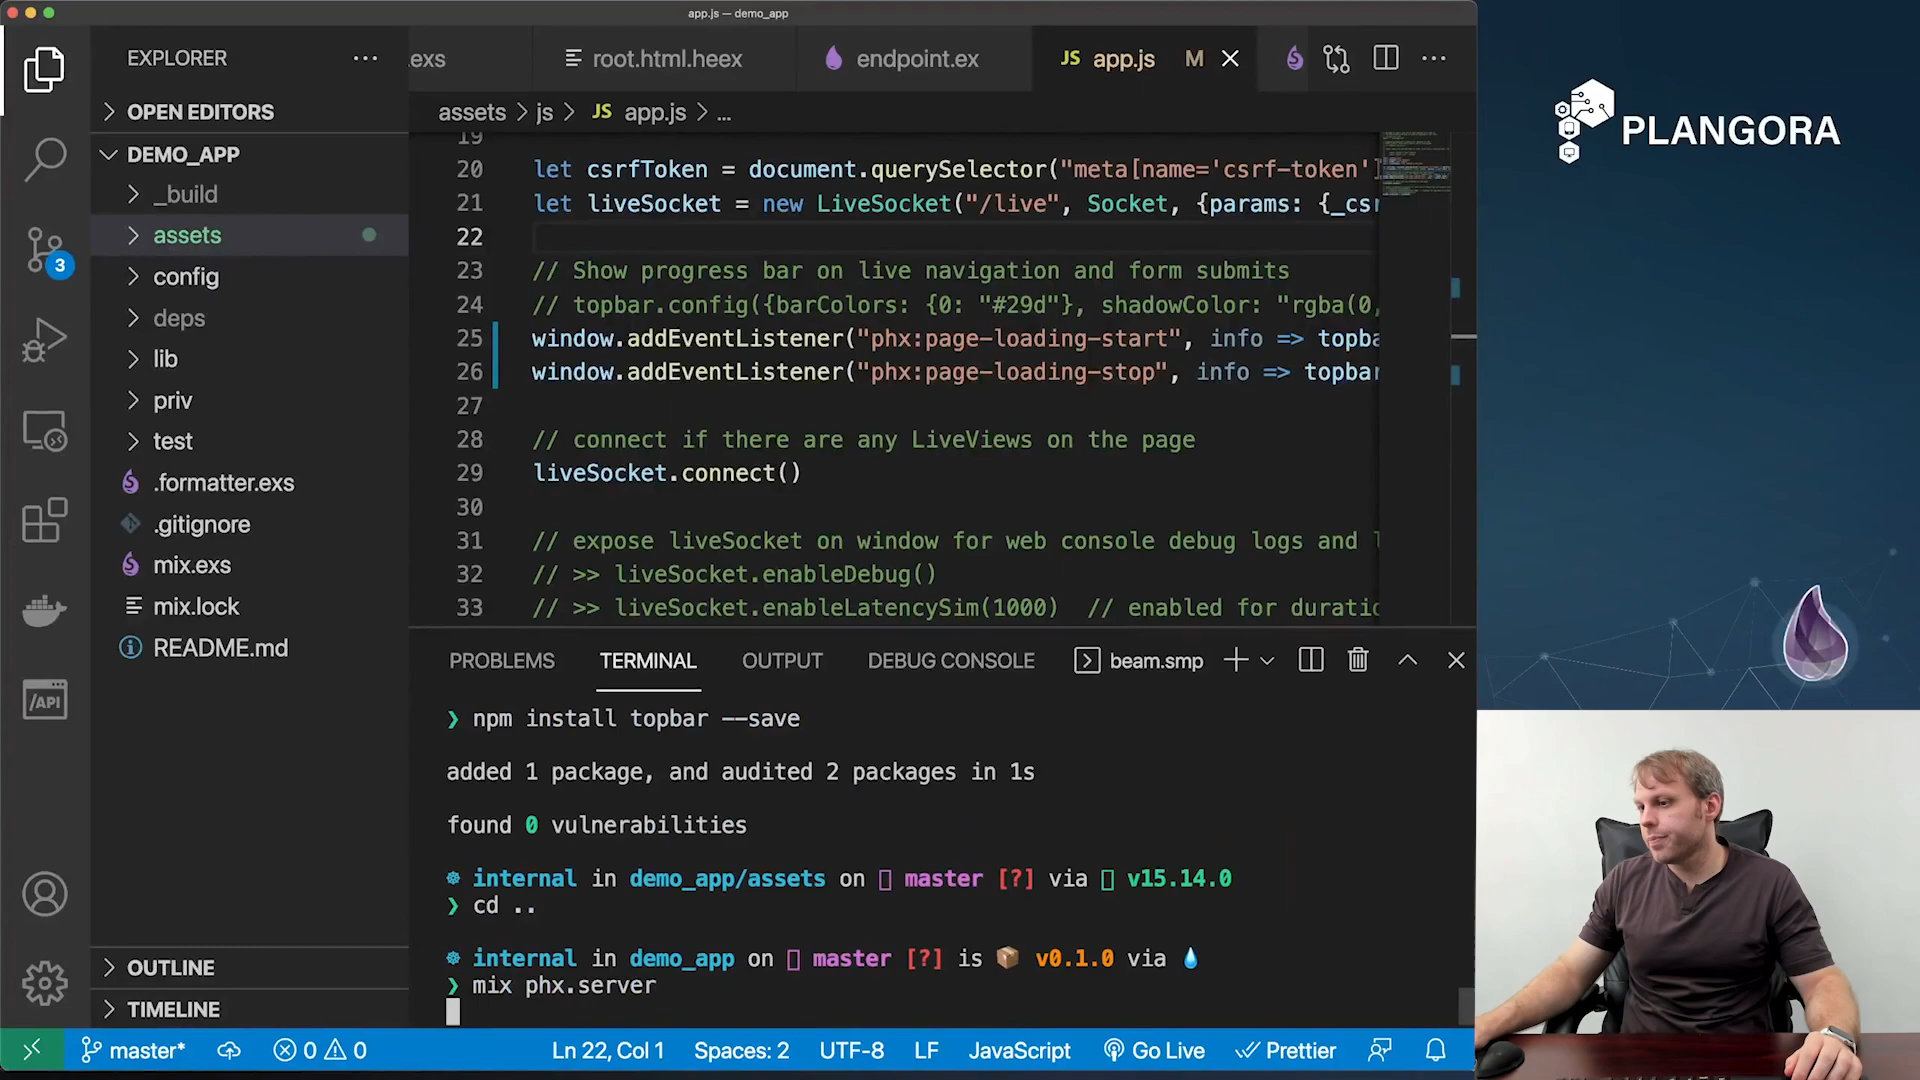 app.js — demo_app
EXPLORER
.exs
root.html.heex
endpoint.ex
JS app.js M
OPEN EDITORS
assets > js > JS app.js > ...
DEMO_APP
_build
assets
config
deps
lib
priv
test
.formatter.exs
.gitignore
mix.exs
mix.lock
README.md
OUTLINE
TIMELINE
3
/API
19
20 let csrfToken = document.querySelector("meta[name='csrf-token']
21 let liveSocket = new LiveSocket("/live", Socket, {params: {_csr
22
23 // Show progress bar on live navigation and form submits
24 // topbar.config({barColors: {0: "#29d"}, shadowColor: "rgba(0,
25 window.addEventListener("phx:page-loading-start", info => topba
26 window.addEventListener("phx:page-loading-stop", info => topbar
27
28 // connect if there are any LiveViews on the page
29 liveSocket.connect()
30
31 // expose liveSocket on window for web console debug logs and l
32 // >> liveSocket.enableDebug()
33 // >> liveSocket.enableLatencySim(1000)  // enabled for duratio
PROBLEMS TERMINAL OUTPUT DEBUG CONSOLE beam.smp
❯ npm install topbar --save
added 1 package, and audited 2 packages in 1s
found 0 vulnerabilities
internal in demo_app/assets on master [?] via v15.14.0
❯ cd ..
internal in demo_app on master [?] is 📦 v0.1.0 via 💧
❯ mix phx.server
master* 0 0 Ln 22, Col 1 Spaces: 2 UTF-8 LF JavaScript Go Live Prettier
PLANGORA